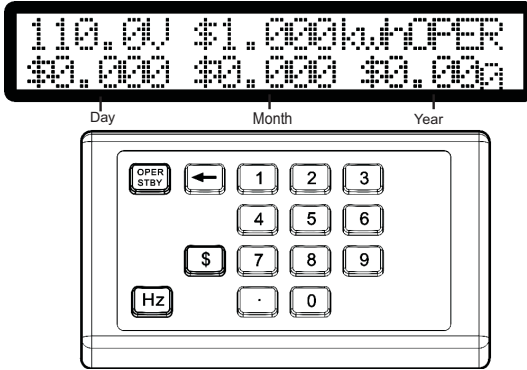 110.0V $1.000kwhOPER
$0.000 $0.000 $0.000
Day Month Year
OPER
STBY
1 2 3
4 5 6
$ 7 8 9
Hz . 0